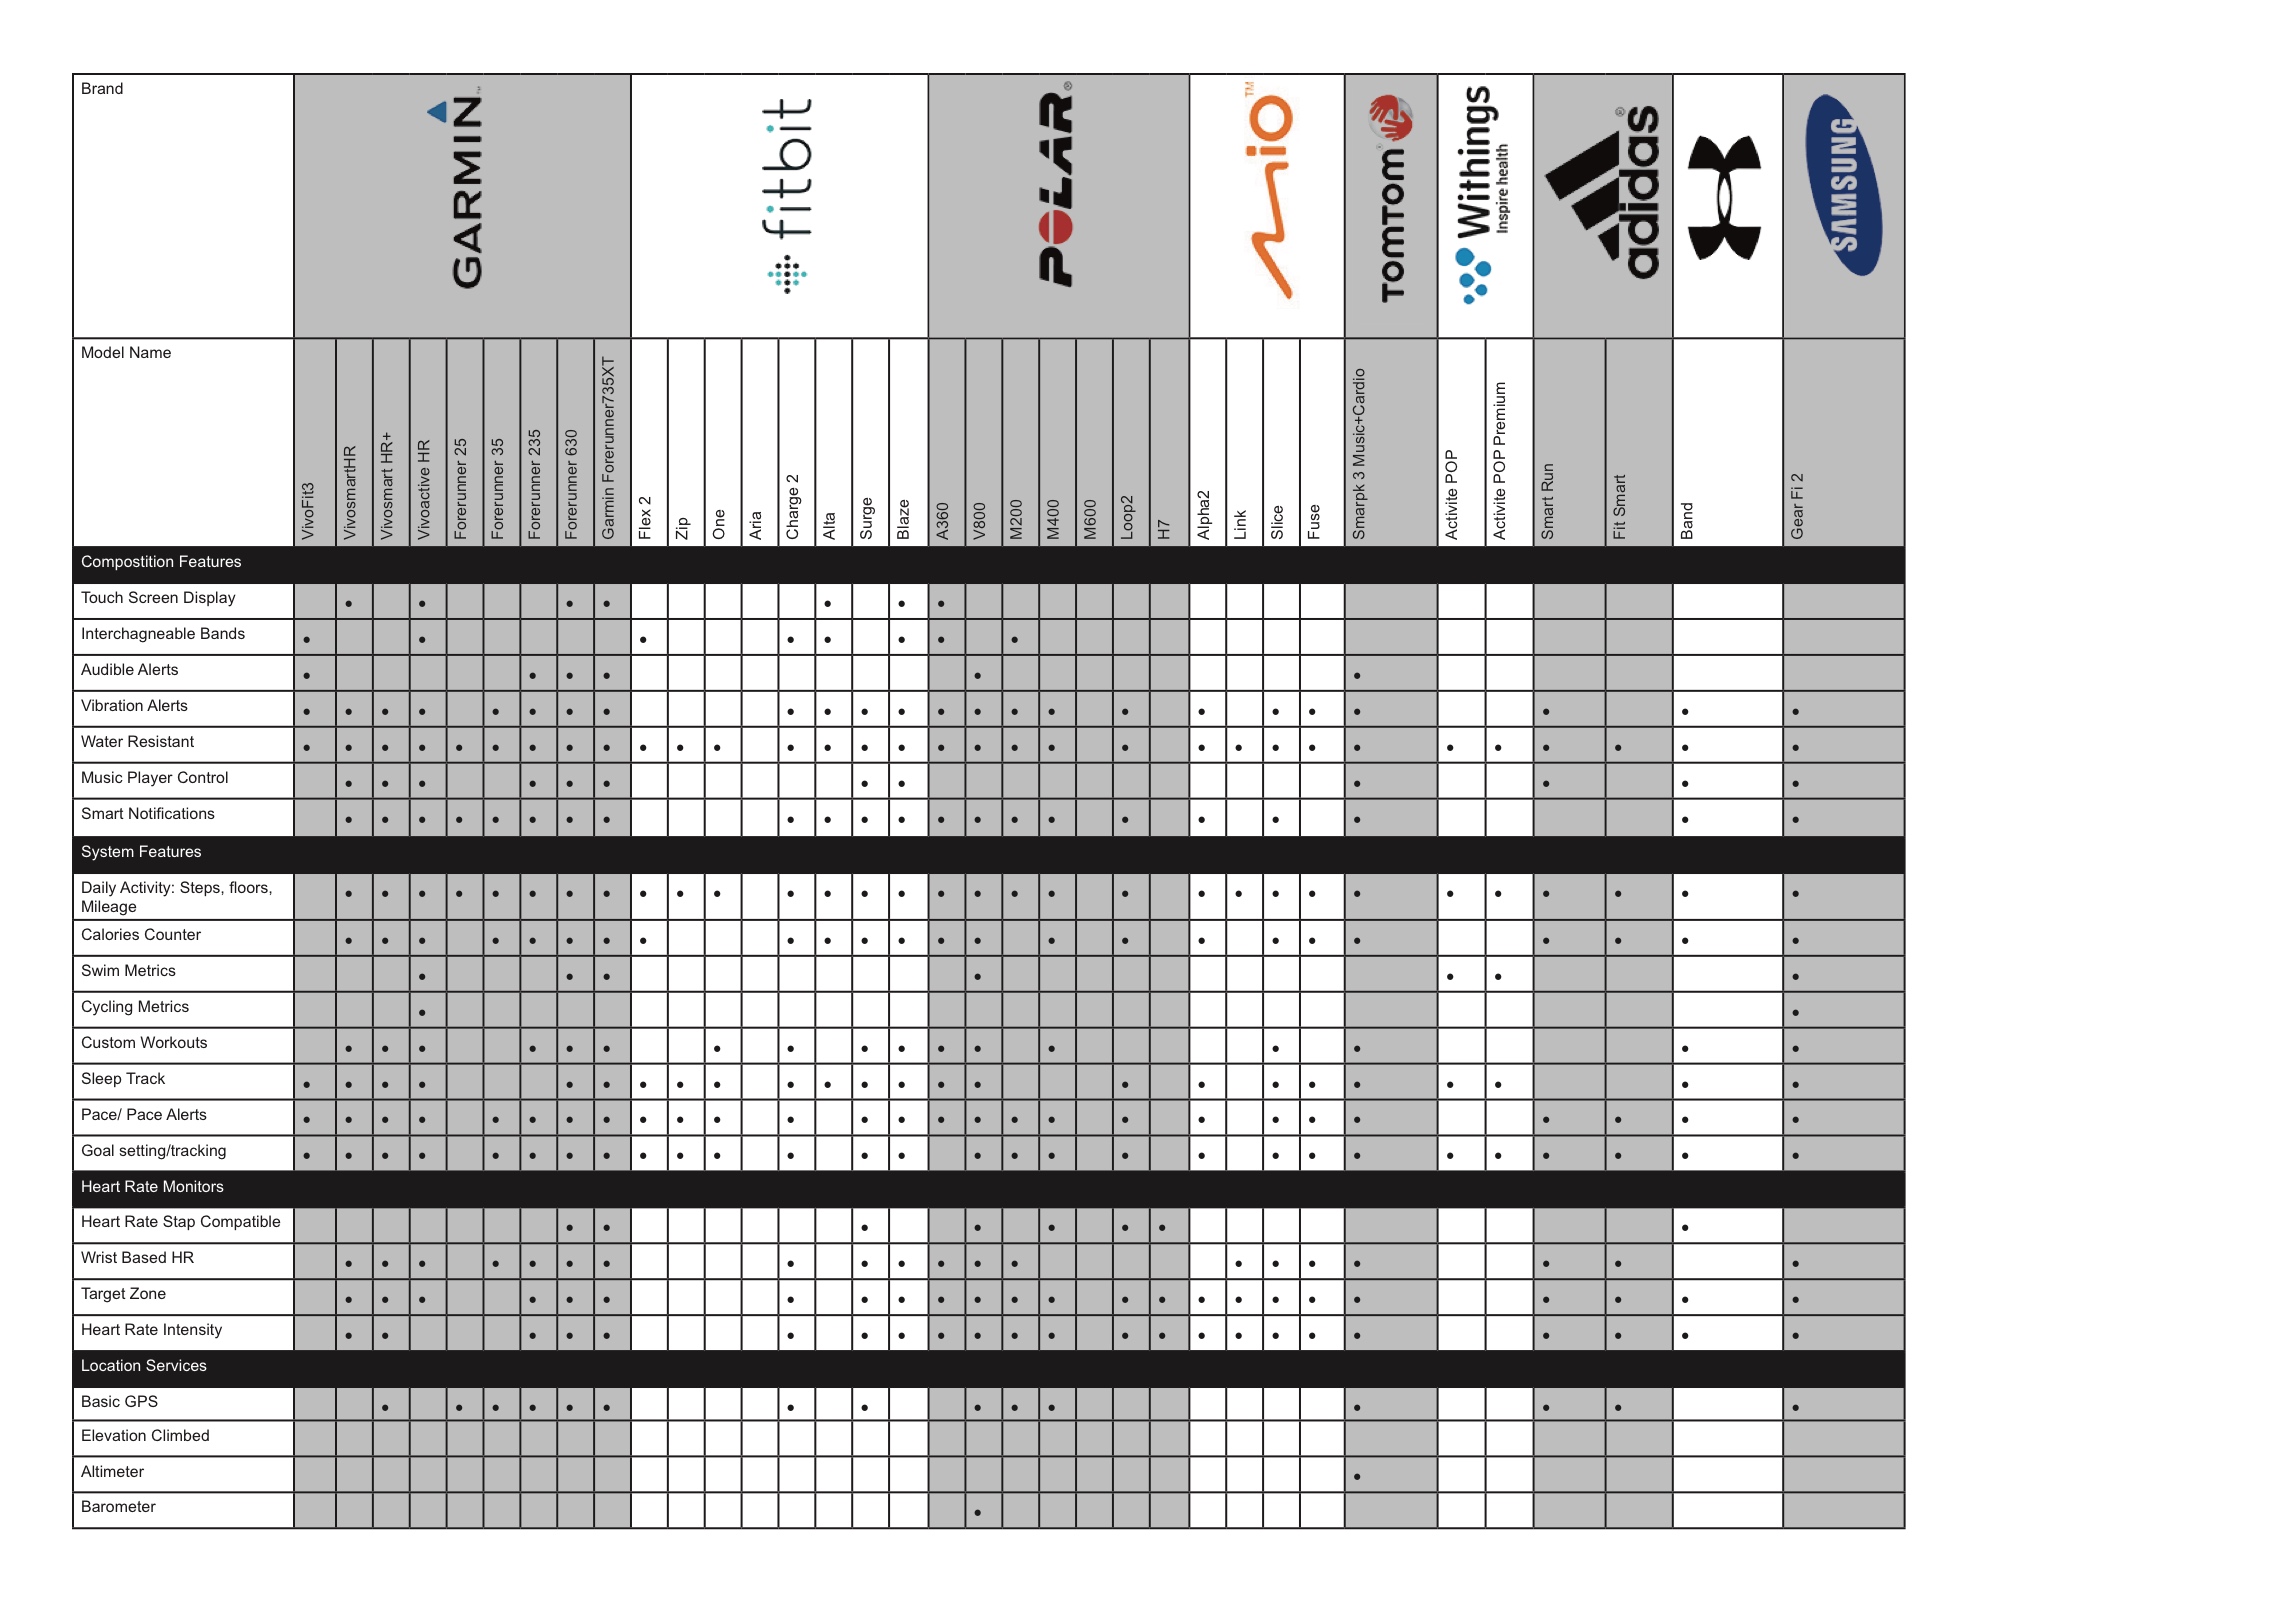 Brand
GARMIN™
fitbit
POLAR®
Mio™
TOMTOM
Withings
Inspire health
adidas®
SAMSUNG
Model Name
VivoFit3
VivosmartHR
Vivosmart HR+
Vivoactive HR
Forerunner 25
Forerunner 35
Forerunner 235
Forerunner 630
Garmin Forerunner735XT
Flex 2
Zip
One
Aria
Charge 2
Alta
Surge
Blaze
A360
V800
M200
M400
M600
Loop2
H7
Alpha2
Link
Slice
Fuse
Smarpk 3 Music+Cardio
Activite POP
Activite POP Premium
Smart Run
Fit Smart
Band
Gear Fi 2
Compostition Features
Touch Screen Display
Interchagneable Bands
Audible Alerts
Vibration Alerts
Water Resistant
Music Player Control
Smart Notifications
System Features
Daily Activity: Steps, floors,
Mileage
Calories Counter
Swim Metrics
Cycling Metrics
Custom Workouts
Sleep Track
Pace/ Pace Alerts
Goal setting/tracking
Heart Rate Monitors
Heart Rate Stap Compatible
Wrist Based HR
Target Zone
Heart Rate Intensity
Location Services
Basic GPS
Elevation Climbed
Altimeter
Barometer